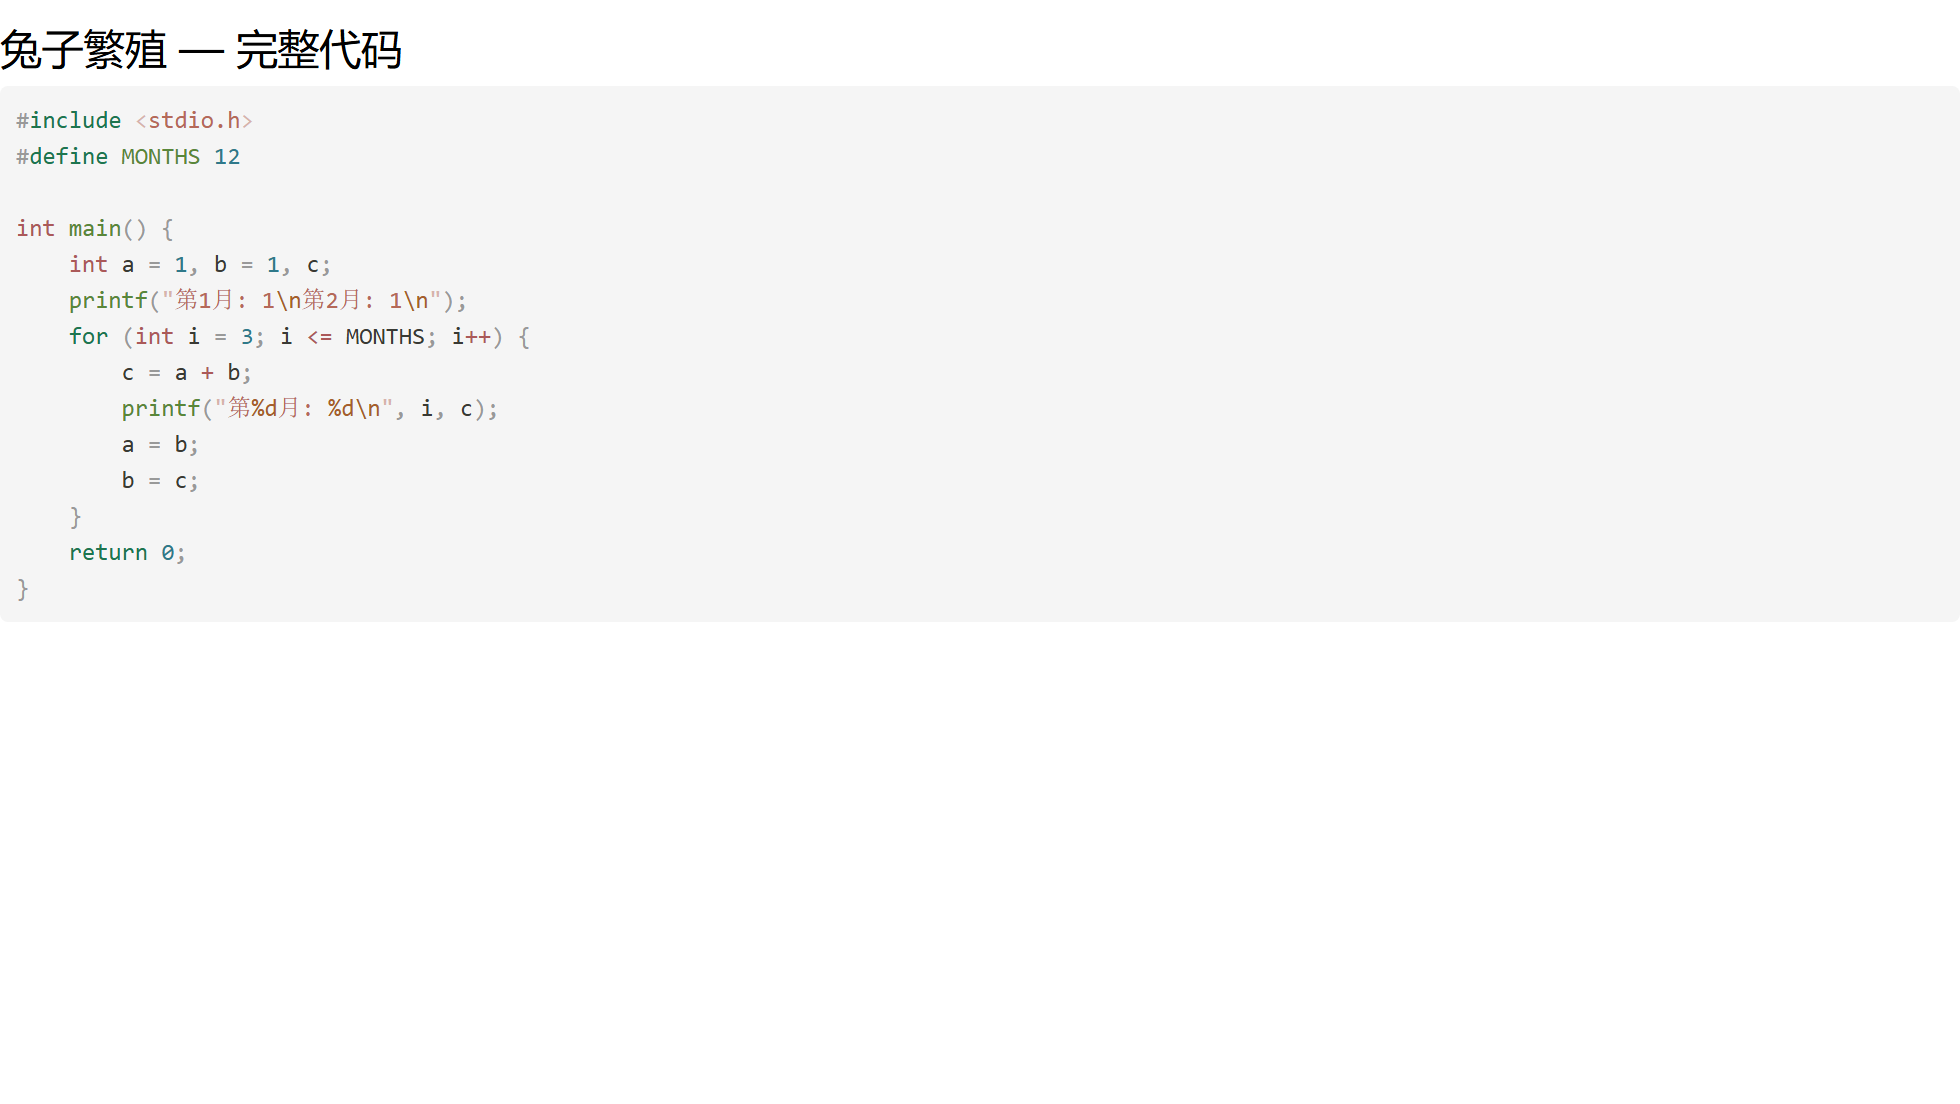 兔子繁殖 — 完整代码
#include <stdio.h>
#define MONTHS 12

int main() {
    int a = 1, b = 1, c;
    printf("第1月: 1\n第2月: 1\n");
    for (int i = 3; i <= MONTHS; i++) {
        c = a + b;
        printf("第%d月: %d\n", i, c);
        a = b;
        b = c;
    }
    return 0;
}